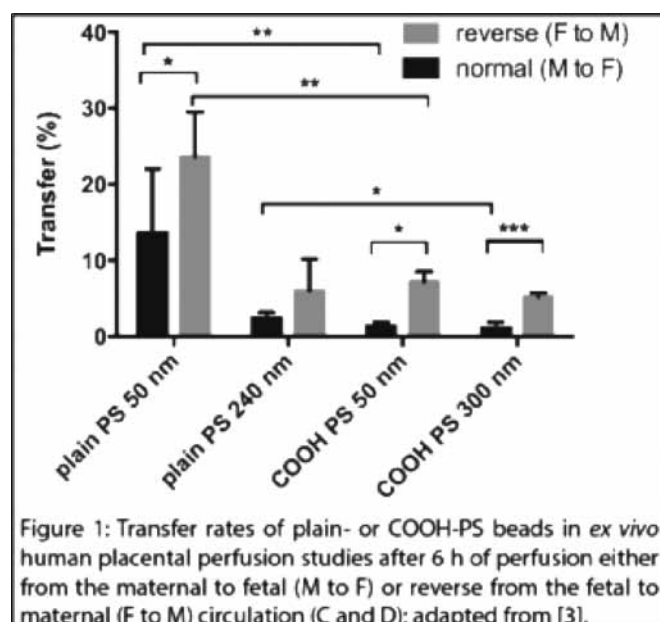 40
30
20
10
0
Transfer (%)
reverse (F to M)
normal (M to F)
**
*
**
*
*
***
plain PS 50 nm
plain PS 240 nm
COOH PS 50 nm
COOH PS 300 nm
Figure 1: Transfer rates of plain- or COOH-PS beads in ex vivo
human placental perfusion studies after 6 h of perfusion either
from the maternal to fetal (M to F) or reverse from the fetal to
maternal (F to M) circulation (C and D); adapted from [3].